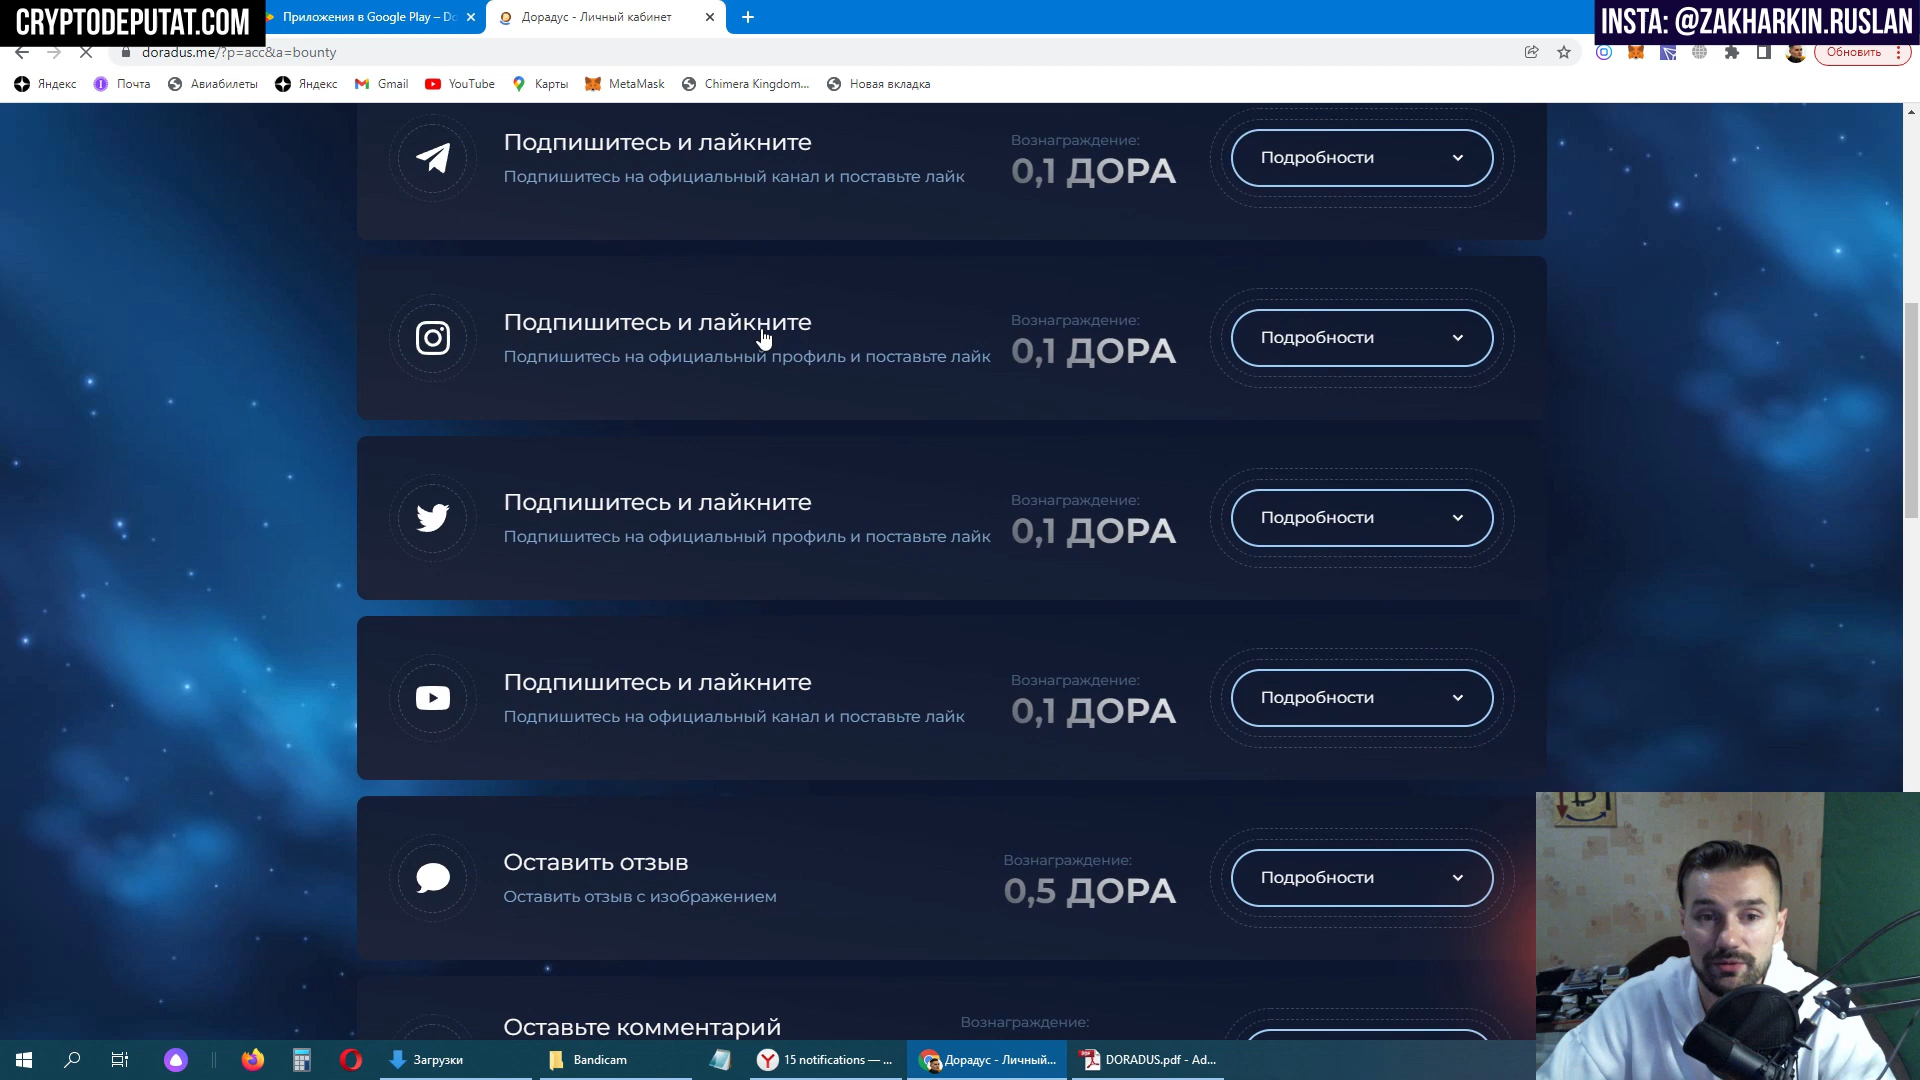 CRYPTODEPUTAT.COM
Приложения в Google Play – Do
Дорадус - Личный кабинет
INSTA: @ZAKHARKIN.RUSLAN
doradus.me/?p=acc&a=bounty
Обновить
Яндекс
Почта
Авиабилеты
Яндекс
Gmail
YouTube
Карты
MetaMask
Chimera Kingdom...
Новая вкладка
Подпишитесь и лайкните
Подпишитесь на официальный канал и поставьте лайк
Вознаграждение:
0,1 ДОРА
Подробности
Подпишитесь и лайкните
Подпишитесь на официальный профиль и поставьте лайк
Вознаграждение:
0,1 ДОРА
Подробности
Подпишитесь и лайкните
Подпишитесь на официальный профиль и поставьте лайк
Вознаграждение:
0,1 ДОРА
Подробности
Подпишитесь и лайкните
Подпишитесь на официальный канал и поставьте лайк
Вознаграждение:
0,1 ДОРА
Подробности
Оставить отзыв
Оставить отзыв с изображением
Вознаграждение:
0,5 ДОРА
Подробности
Оставьте комментарий
Вознаграждение:
Загрузки
Bandicam
15 notifications — ...
Дорадус - Личный...
DORADUS.pdf - Ad...